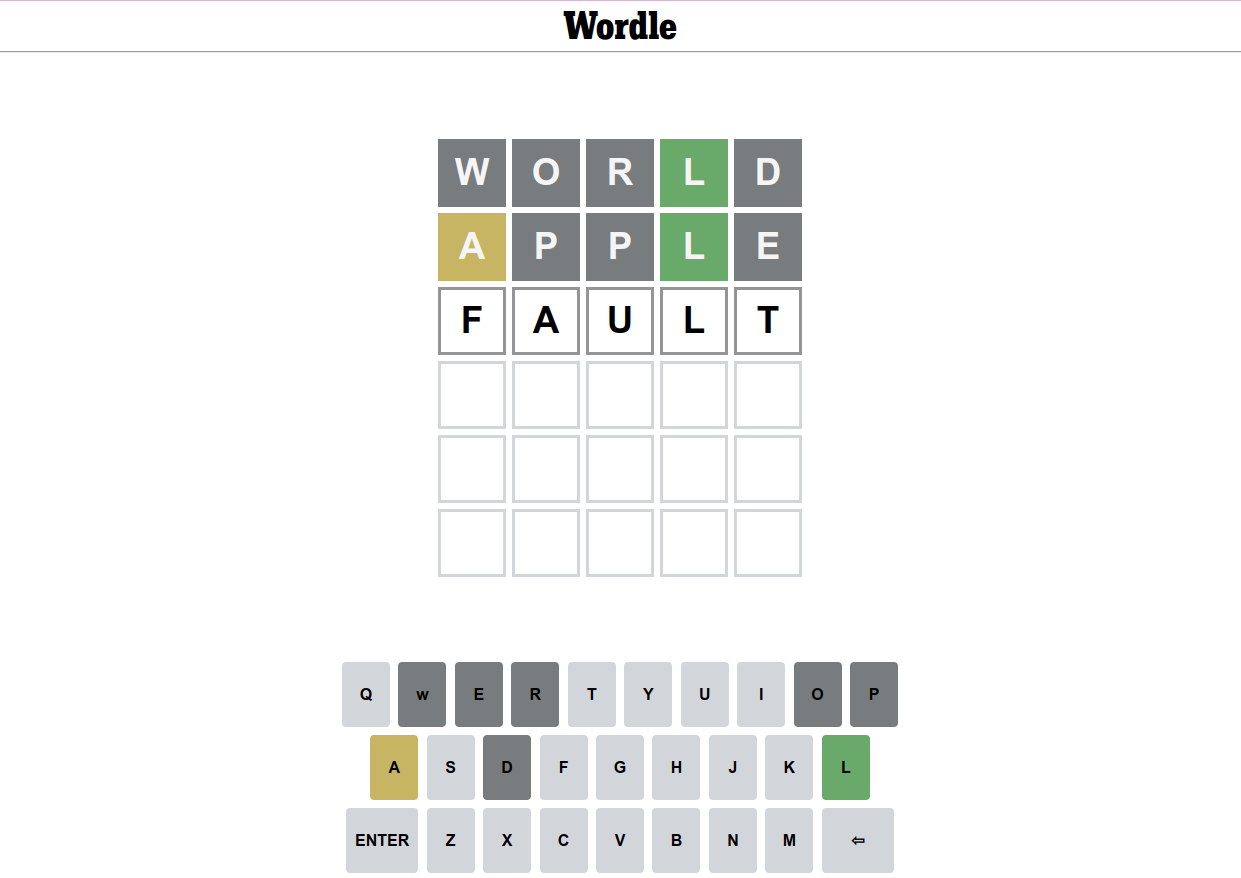 Wordle
W O R L D
A P P L E
F A U L T
Q w E R T Y U I O P
A S D F G H J K L
ENTER Z X C V B N M ⇦